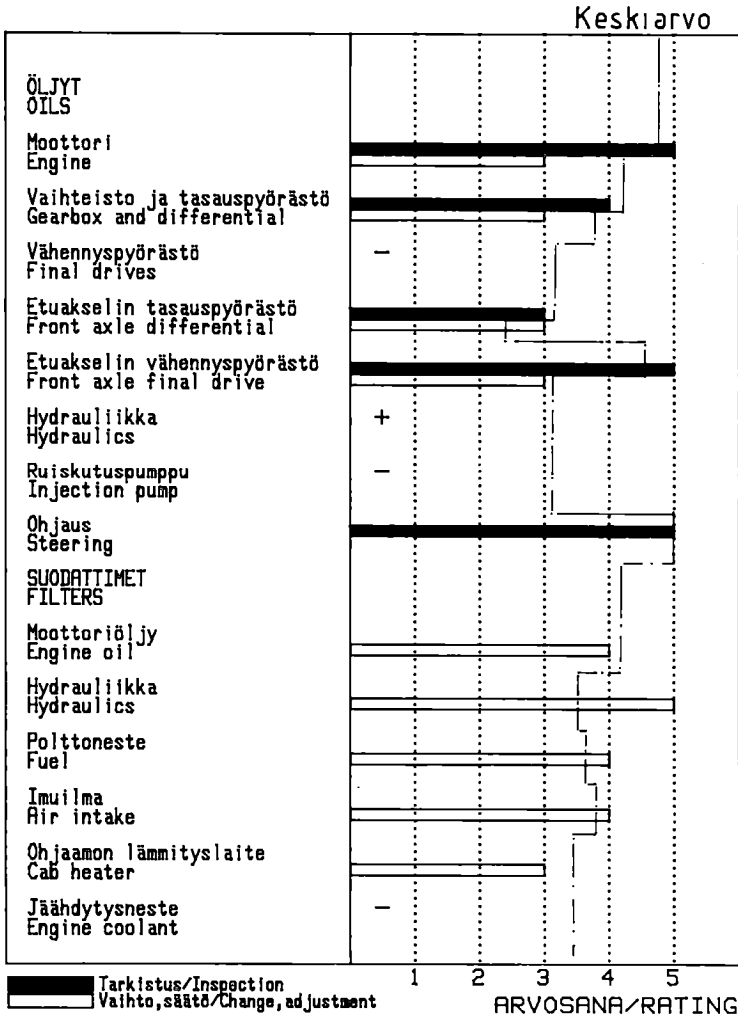 Keskiarvo
ÖLJYT
OILS
Moottori
Engine
Vaihteisto ja tasauspyörästö
Gearbox and differential
Vähennyspyörästö
Final drives
−
Etuakselin tasauspyörästö
Front axle differential
Etuakselin vähennyspyörästö
Front axle final drive
Hydrauliikka
Hydraulics
+
Ruiskutuspumppu
Injection pump
−
Ohjaus
Steering
SUODATTIMET
FILTERS
Moottoriöljy
Engine oil
Hydrauliikka
Hydraulics
Polttoneste
Fuel
Imuilma
Air intake
Ohjaamon lämmityslaite
Cab heater
Jäähdytysneste
Engine coolant
−
1 2 3 4 5
Tarkistus/Inspection
Vaihto,säätö/Change,adjustment
ARVOSANA/RATING